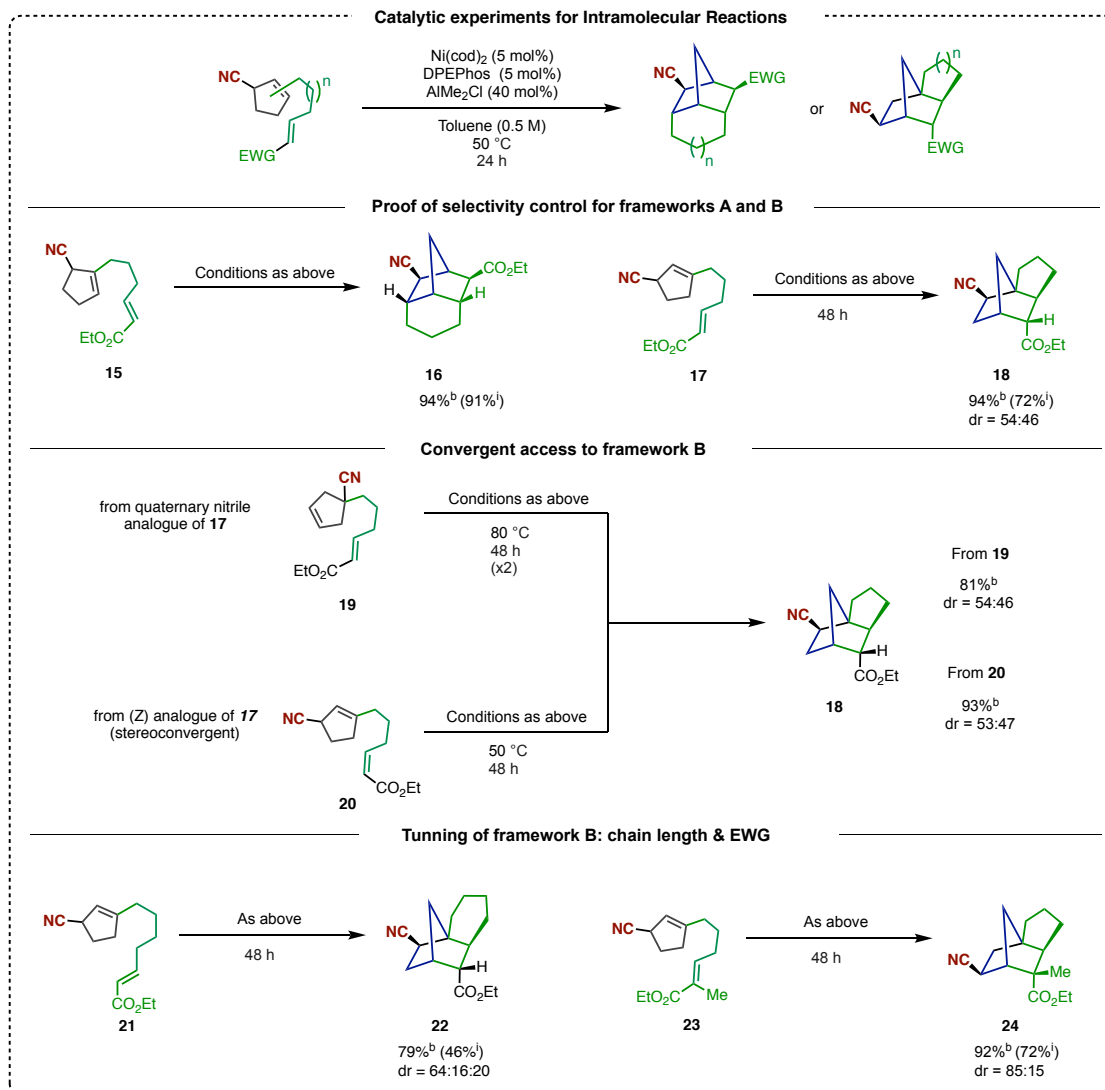 Catalytic experiments for Intramolecular Reactions
NC
n
EWG
Ni(cod)2 (5 mol%)
DPEPhos (5 mol%)
AlMe2Cl (40 mol%)
Toluene (0.5 M)
50 °C
24 h
NC
EWG
n
or
n
NC
EWG
Proof of selectivity control for frameworks A and B
NC
EtO2C
15
Conditions as above
NC
CO2Et
H
H
16
94%b (91%i)
NC
EtO2C
17
Conditions as above
48 h
NC
H
CO2Et
18
94%b (72%i)
dr = 54:46
Convergent access to framework B
from quaternary nitrile
analogue of 17
CN
EtO2C
19
Conditions as above
80 °C
48 h
(x2)
from (Z) analogue of 17
(stereoconvergent)
NC
CO2Et
20
Conditions as above
50 °C
48 h
NC
H
CO2Et
18
From 19
81%b
dr = 54:46
From 20
93%b
dr = 53:47
Tunning of framework B: chain length & EWG
NC
CO2Et
21
As above
48 h
NC
H
CO2Et
22
79%b (46%i)
dr = 64:16:20
NC
EtO2C
Me
23
As above
48 h
NC
Me
CO2Et
24
92%b (72%i)
dr = 85:15